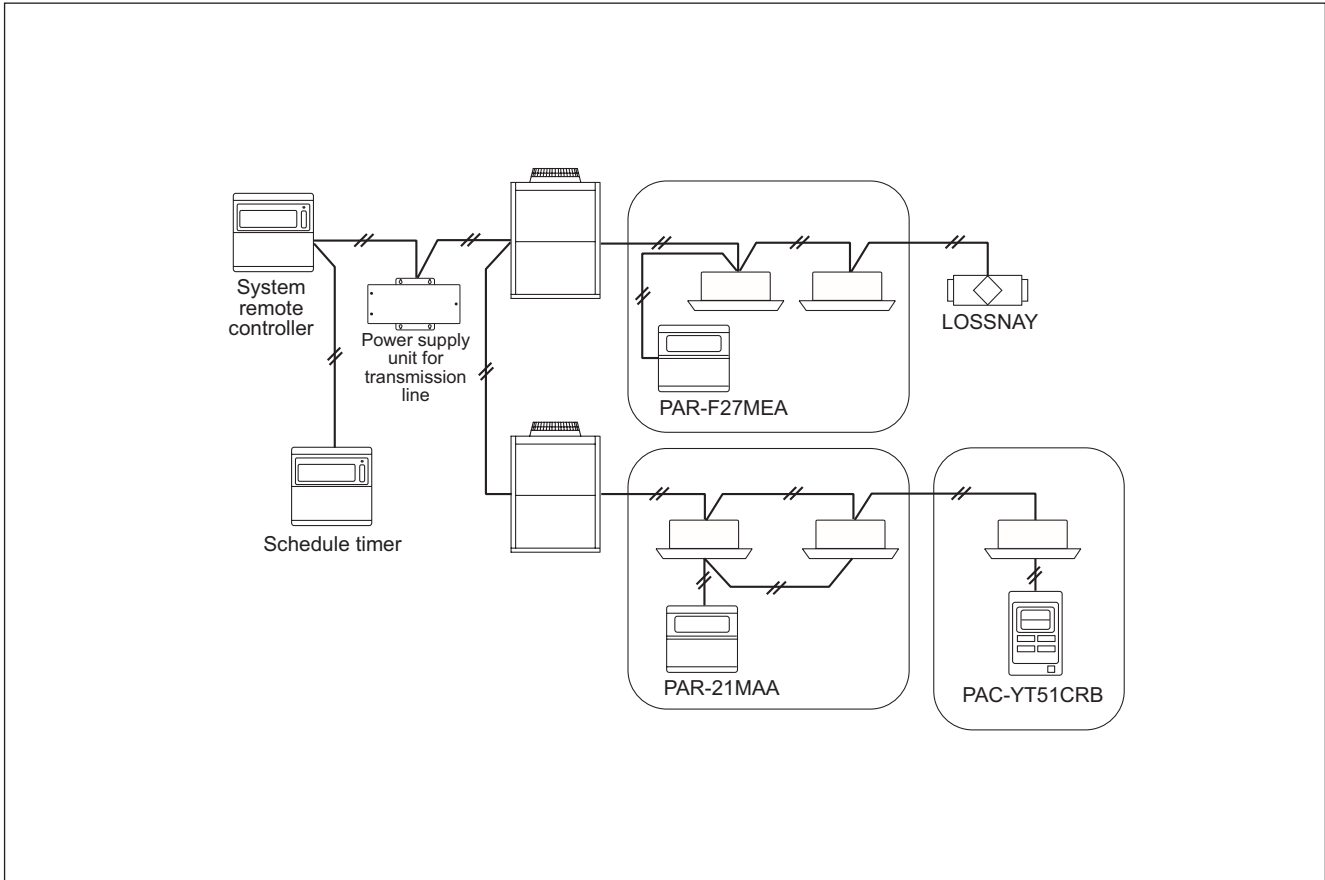 System
remote
controller
Power supply
unit for
transmission
line
LOSSNAY
PAR-F27MEA
Schedule timer
PAR-21MAA
PAC-YT51CRB